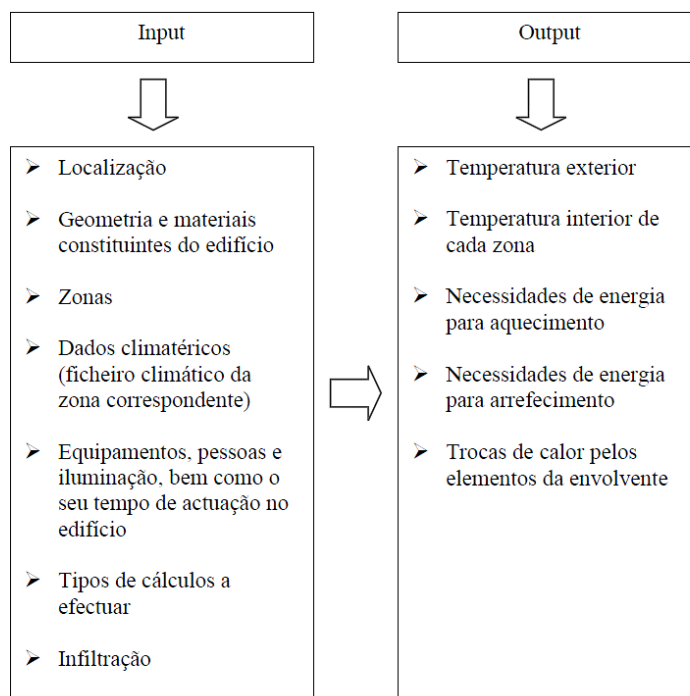 Input
Localização
Geometria e materiais
constituintes do edifício
Zonas
Dados climatéricos
(ficheiro climático da
zona correspondente)
Equipamentos, pessoas e
iluminação, bem como o
seu tempo de actuação no
edifício
Tipos de cálculos a
efectuar
Infiltração
Output
Temperatura exterior
Temperatura interior de
cada zona
Necessidades de energia
para aquecimento
Necessidades de energia
para arrefecimento
Trocas de calor pelos
elementos da envolvente